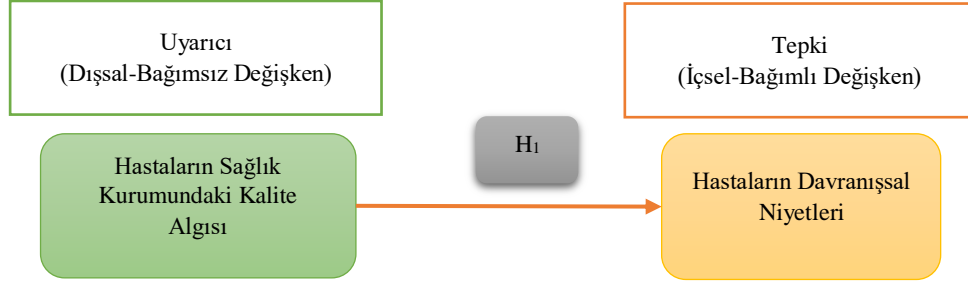 Uyarıcı
(Dışsal-Bağımsız Değişken)
Tepki
(İçsel-Bağımlı Değişken)
Hastaların Sağlık
Kurumundaki Kalite
Algısı
H₁
Hastaların Davranışsal
Niyetleri